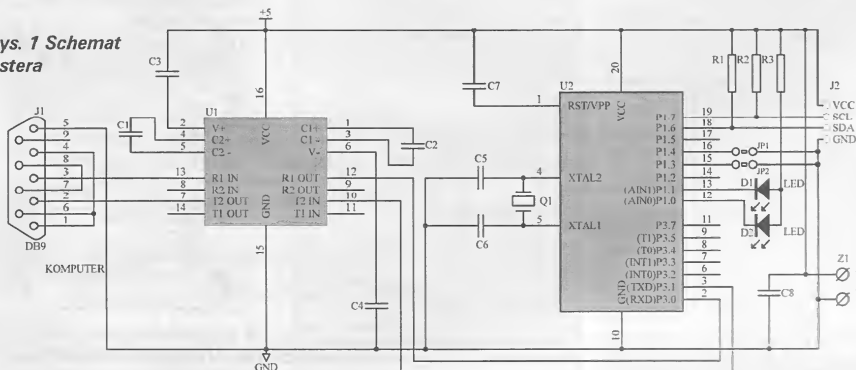 +5
ys. 1 Schemat
stera
C3
C7
U2
20
R1 R2 R3
J2
J1
5
9
4
8
3
7
2
6
1
DB9
KOMPUTER
C1
U1
16
2 V+
4 C2+
5 C2 -
VCC
C1+ 1
C1 - 3
V- 6
C2
13 R1 IN
8 R2 IN
7 T2 OUT
14 T1 OUT
GND
R1 OUT 12
R2 OUT 9
T2 IN 10
T1 IN 11
15
C4
GND
C5
C6
Q1
1 RST/VPP
VCC
4 XTAL2
5 XTAL1
GND
10
P1.7 19
P1.6 18
P1.5 17
P1.4 16
P1.3 15
P1.2 14
(AIN1)P1.1 13
(AIN0)P1.0 12
P3.7 11
(T1)P3.5 9
(T0)P3.4 8
(INT1)P3.3 7
(INT0)P3.2 6
(TXD)P3.1 3
(RXD)P3.0 2
JP1
JP2
D1
LED
D2
LED
VCC
SCL
SDA
GND
C8
Z1